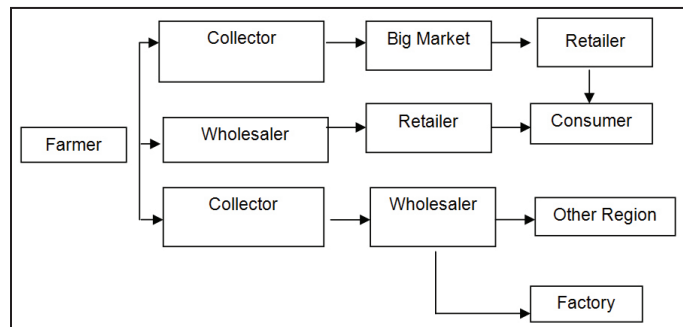 Collector
Big Market
Retailer
Farmer
Wholesaler
Retailer
Consumer
Collector
Wholesaler
Other Region
Factory